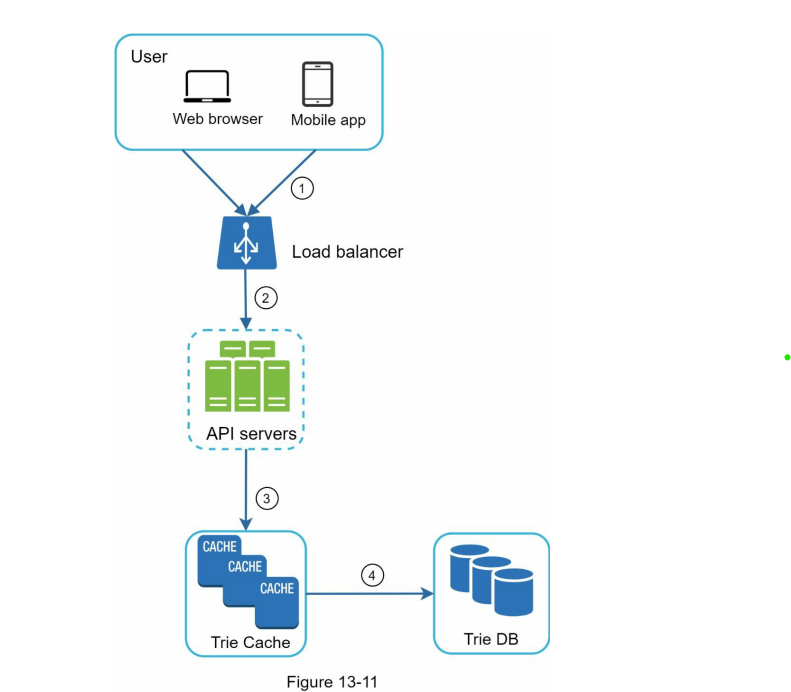 User
Web browser
Mobile app
1
Load balancer
2
API servers
3
CACHE
CACHE
CACHE
4
Trie Cache
Trie DB
Figure 13-11